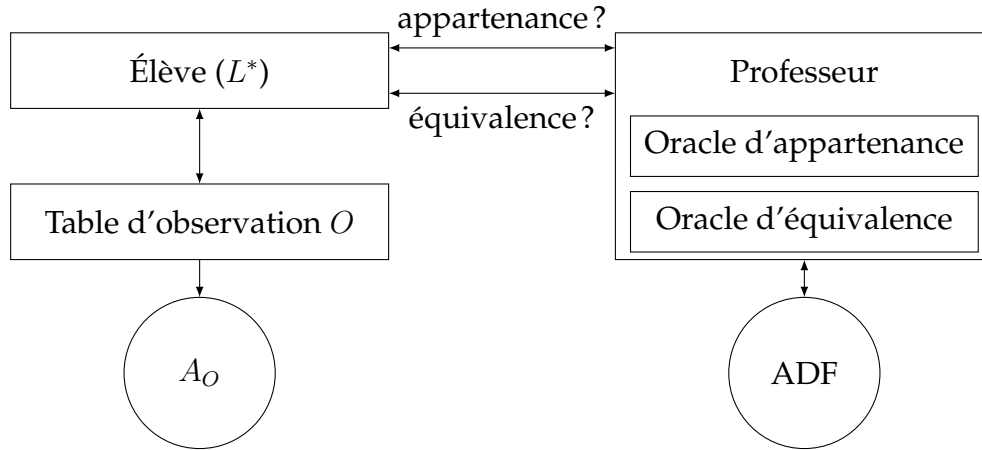 appartenance ?
Élève (L*)
Professeur
équivalence ?
Oracle d'appartenance
Table d'observation O
Oracle d'équivalence
A_O
ADF